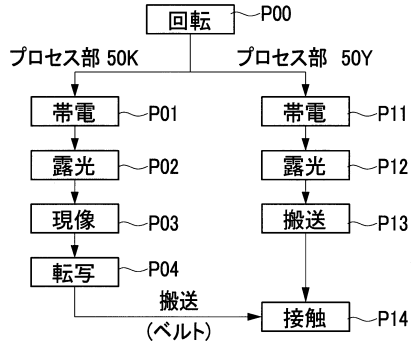 回転 P00
プロセス部 50K プロセス部 50Y
帯電 P01 帯電 P11
露光 P02 露光 P12
現像 P03 搬送 P13
転写 P04
搬送
(ベルト) 接触 P14